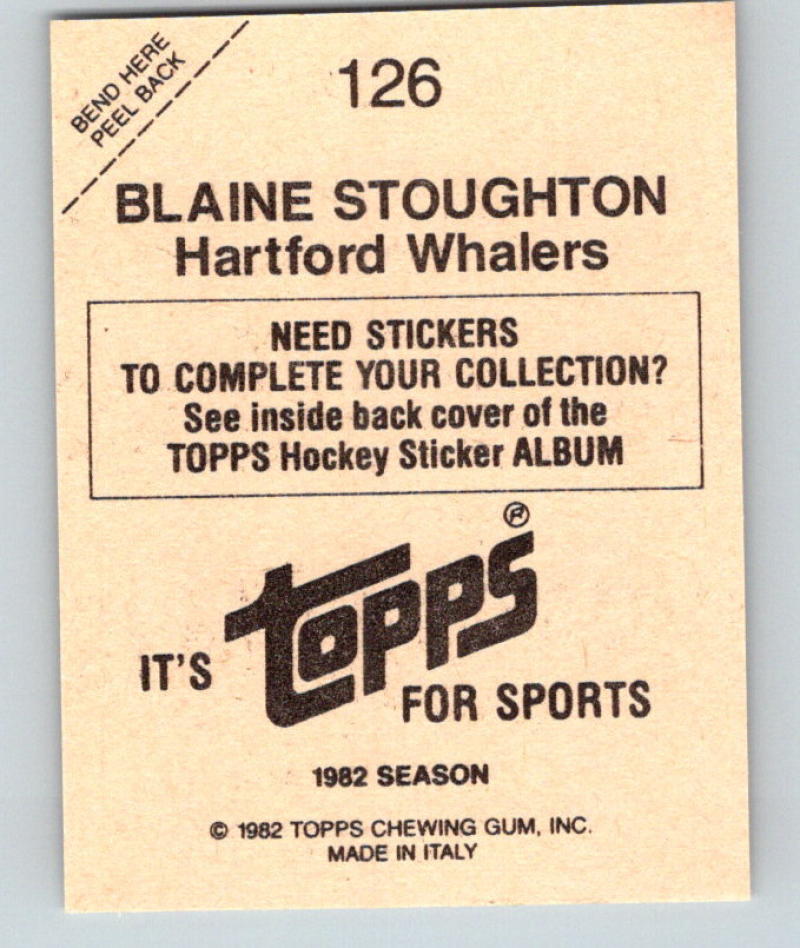 BEND HERE
PEEL BACK
126
BLAINE STOUGHTON
Hartford Whalers
NEED STICKERS
TO COMPLETE YOUR COLLECTION?
See inside back cover of the
TOPPS Hockey Sticker ALBUM
IT'S topps® FOR SPORTS
1982 SEASON
© 1982 TOPPS CHEWING GUM, INC.
MADE IN ITALY